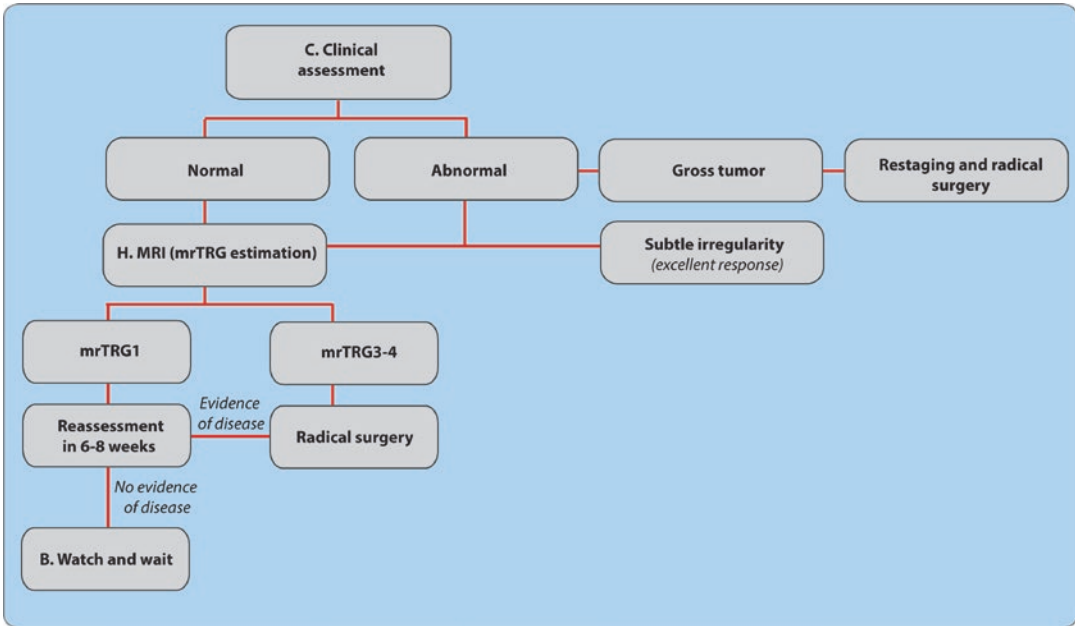 C. Clinical
assessment
Normal
Abnormal
Gross tumor
Restaging and radical
surgery
H. MRI (mrTRG estimation)
Subtle irregularity
(excellent response)
mrTRG1
mrTRG3-4
Reassessment
in 6-8 weeks
Evidence
of disease
Radical surgery
No evidence
of disease
B. Watch and wait